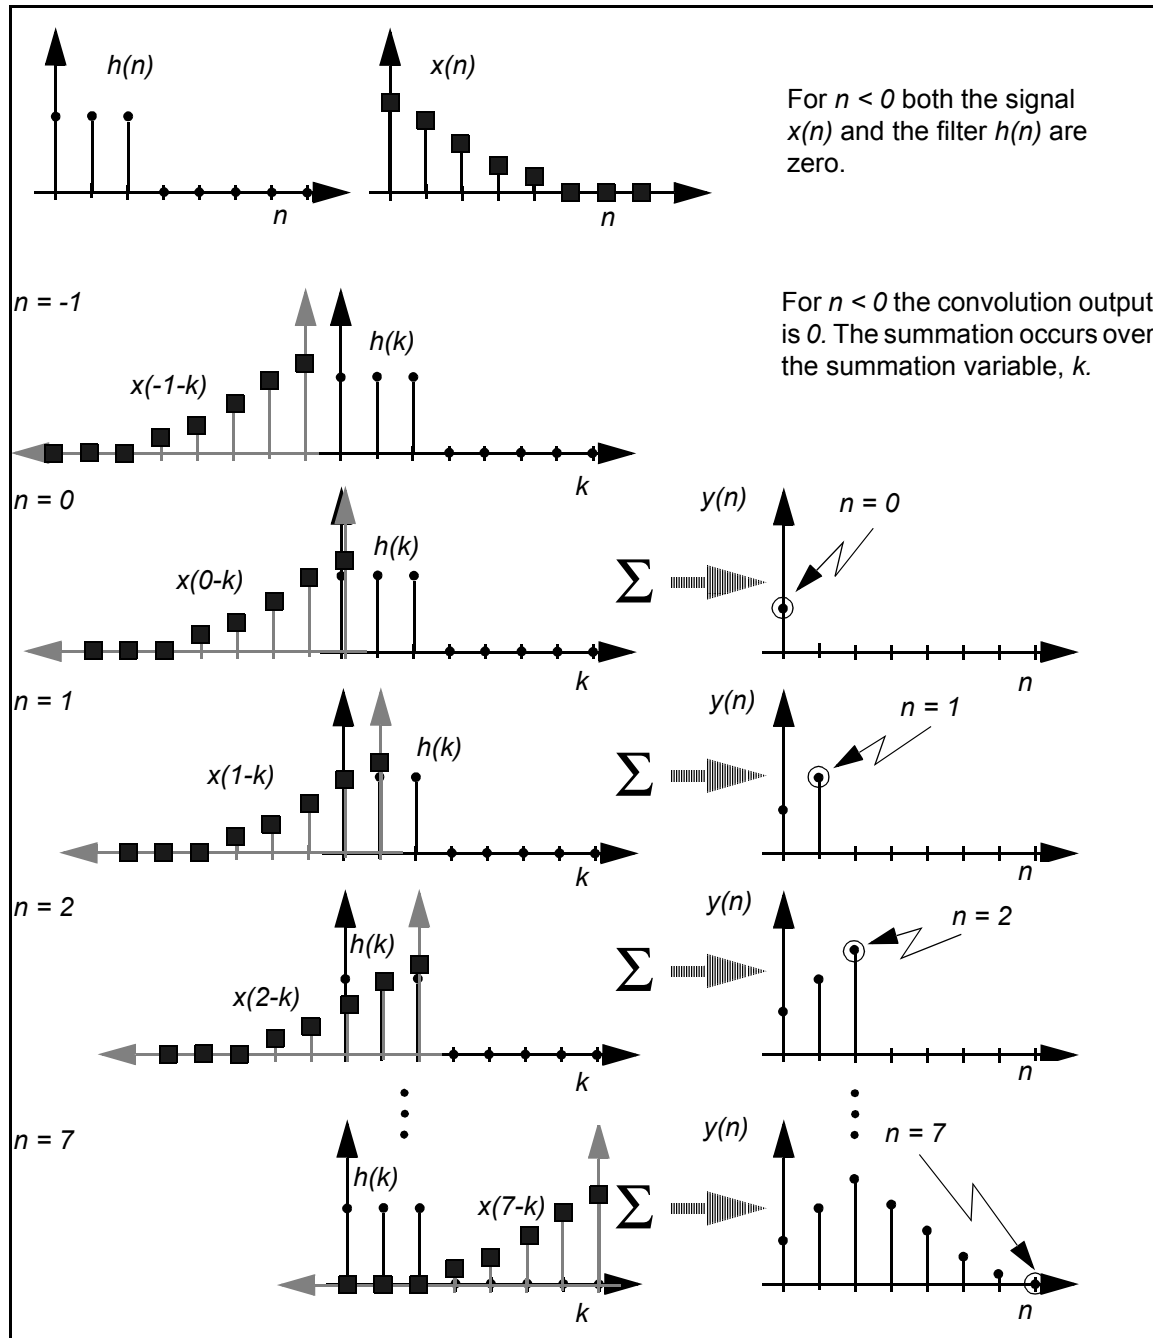 h(n)
x(n)
For n < 0 both the signal
x(n) and the filter h(n) are
zero.
n
n
n = -1
For n < 0 the convolution output
is 0. The summation occurs over
the summation variable, k.
h(k)
x(-1-k)
k
n = 0
y(n)
n = 0
h(k)
x(0-k)
Σ
k
n
n = 1
y(n)
n = 1
h(k)
x(1-k)
Σ
k
n
n = 2
y(n)
n = 2
h(k)
x(2-k)
Σ
k
n
n = 7
y(n)
n = 7
h(k)
x(7-k)
Σ
k
n